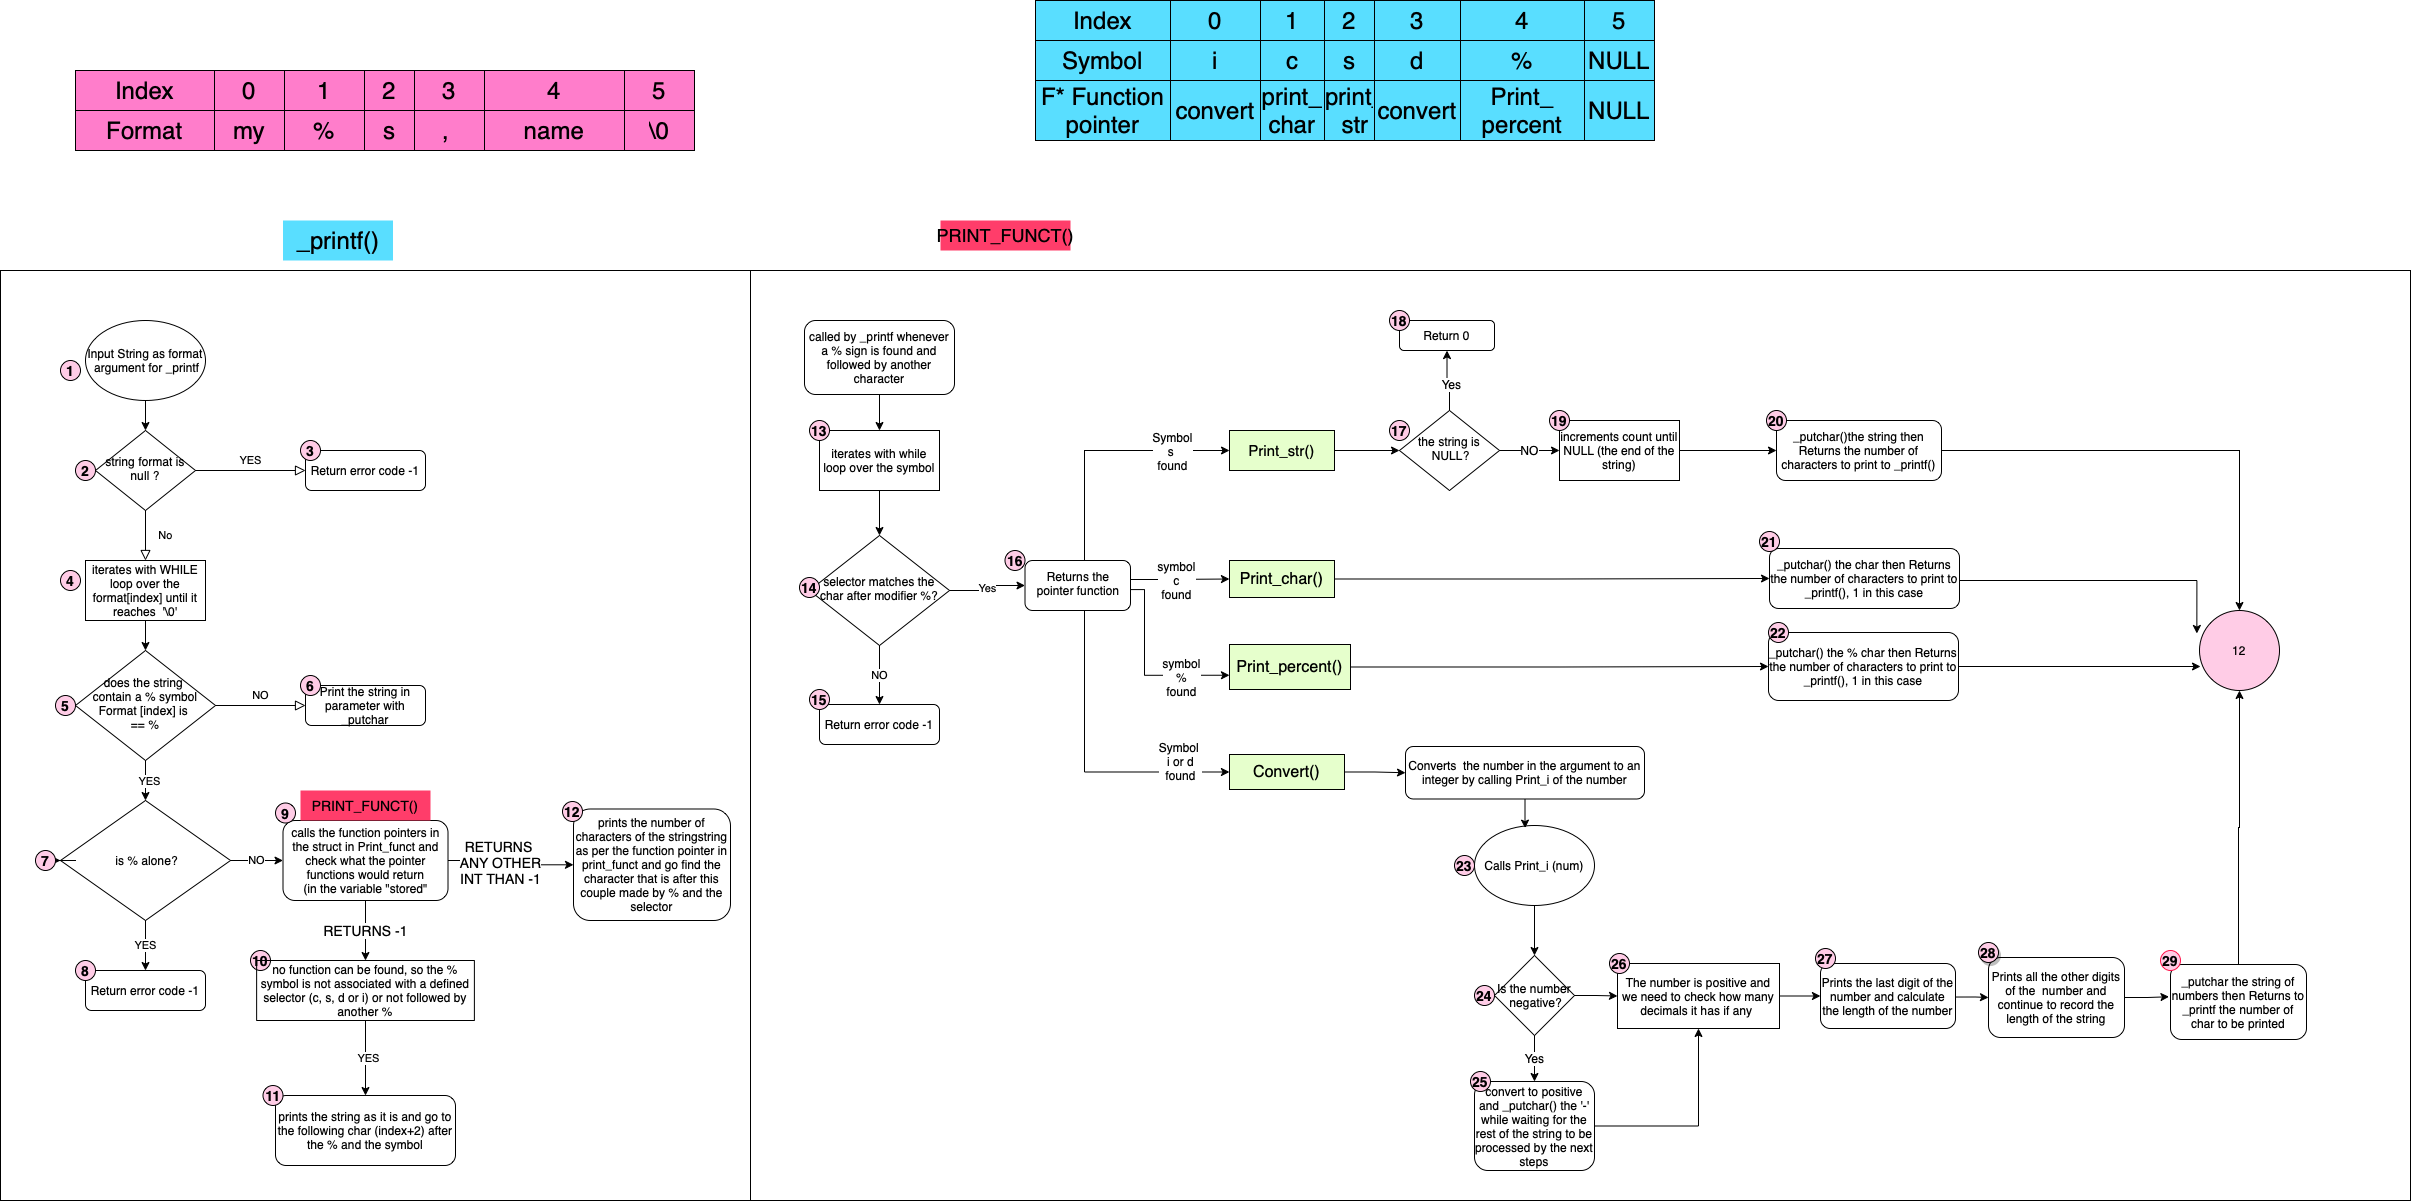 Index 0 1 2 3 4 5
Format my % s , name \0
Index 0 1 2 3 4 5
Symbol i c s d % NULL
F* Function pointer convert print_ char print_ str convert Print_ percent NULL
_printf()
PRINT_FUNCT()
1
Input String as format
argument for _printf
2
string format is
null ?
YES
3
Return error code -1
No
4
iterates with WHILE
loop over the
format[index] until it
reaches '\0'
5
does the string
contain a % symbol
Format [index] is
== %
NO
6
Print the string in
parameter with
_putchar
YES
7
is % alone?
NO
YES
8
Return error code -1
9
PRINT_FUNCT()
calls the function pointers in
the struct in Print_funct and
check what the pointer
functions would return
(in the variable "stored"
RETURNS
ANY OTHER
INT THAN -1
12
prints the number of
characters of the stringstring
as per the function pointer in
print_funct and go find the
character that is after this
couple made by % and the
selector
RETURNS -1
10
no function can be found, so the %
symbol is not associated with a defined
selector (c, s, d or i) or not followed by
another %
YES
11
prints the string as it is and go to
the following char (index+2) after
the % and the symbol
called by _printf whenever
a % sign is found and
followed by another
character
13
iterates with while
loop over the symbol
14
selector matches the
char after modifier %?
Yes
NO
15
Return error code -1
16
Returns the
pointer function
Symbol
s
found
Print_str()
17
the string is
NULL?
Yes
18
Return 0
NO
19
increments count until
NULL (the end of the
string)
20
_putchar()the string then
Returns the number of
characters to print to _printf()
symbol
c
found
Print_char()
21
_putchar() the char then Returns
the number of characters to print to
_printf(), 1 in this case
symbol
%
found
Print_percent()
22
_putchar() the % char then Returns
the number of characters to print to
_printf(), 1 in this case
12
Symbol
i or d
found
Convert()
Converts the number in the argument to an
integer by calling Print_i of the number
23
Calls Print_i (num)
24
Is the number
negative?
Yes
25
convert to positive
and _putchar() the '-'
while waiting for the
rest of the string to be
processed by the next
steps
26
The number is positive and
we need to check how many
decimals it has if any
27
Prints the last digit of the
number and calculate
the length of the number
28
Prints all the other digits
of the number and
continue to record the
length of the string
29
_putchar the string of
numbers then Returns to
_printf the number of
char to be printed